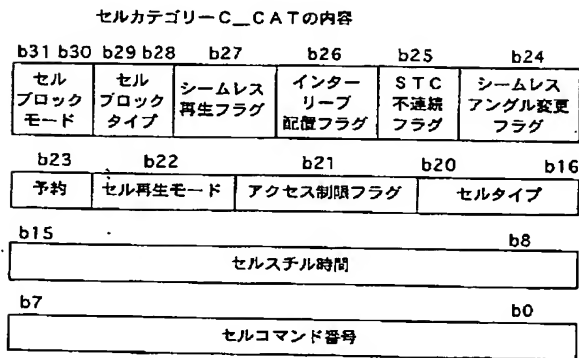 セルカテゴリーC__CATの内容
b31 b30 b29 b28 b27 b26 b25 b24
セル
ブロック
モード
セル
ブロック
タイプ
シームレス
再生フラグ
インター
リーブ
配置フラグ
STC
不連続
フラグ
シームレス
アングル変更
フラグ
b23 b22 b21 b20 b16
予約 セル再生モード アクセス制限フラグ セルタイプ
b15 b8
セルスチル時間
b7 b0
セルコマンド番号